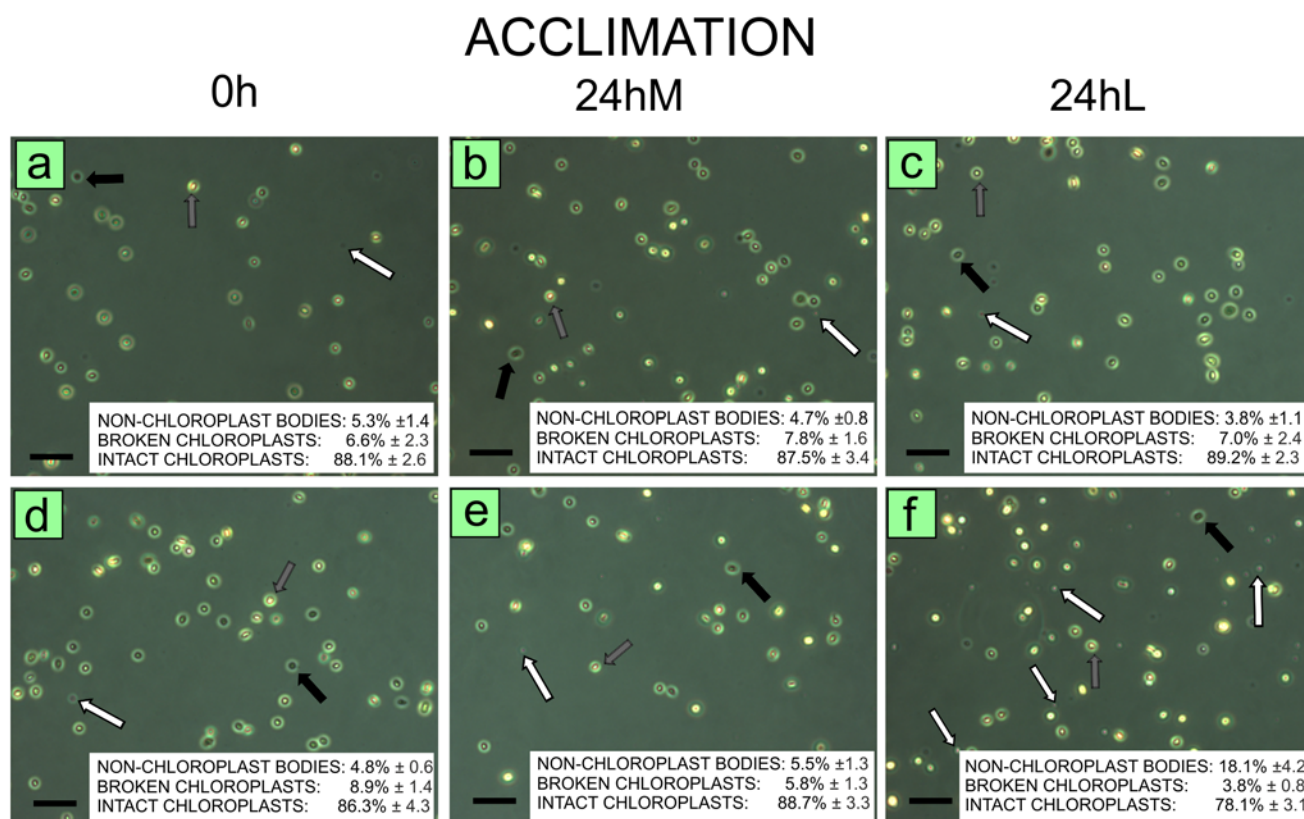 ACCLIMATION
0h 24hM 24hL
a
NON-CHLOROPLAST BODIES: 5.3% ±1.4
BROKEN CHLOROPLASTS: 6.6% ± 2.3
INTACT CHLOROPLASTS: 88.1% ± 2.6
b
NON-CHLOROPLAST BODIES: 4.7% ±0.8
BROKEN CHLOROPLASTS: 7.8% ± 1.6
INTACT CHLOROPLASTS: 87.5% ± 3.4
c
NON-CHLOROPLAST BODIES: 3.8% ±1.1
BROKEN CHLOROPLASTS: 7.0% ± 2.4
INTACT CHLOROPLASTS: 89.2% ± 2.3
d
NON-CHLOROPLAST BODIES: 4.8% ± 0.6
BROKEN CHLOROPLASTS: 8.9% ± 1.4
INTACT CHLOROPLASTS: 86.3% ± 4.3
e
NON-CHLOROPLAST BODIES: 5.5% ±1.3
BROKEN CHLOROPLASTS: 5.8% ± 1.3
INTACT CHLOROPLASTS: 88.7% ± 3.3
f
NON-CHLOROPLAST BODIES: 18.1% ±4.2
BROKEN CHLOROPLASTS: 3.8% ± 0.8
INTACT CHLOROPLASTS: 78.1% ± 3.1